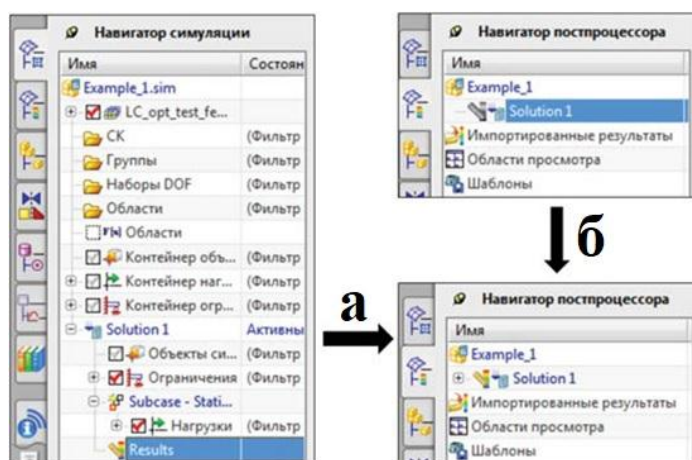 Навигатор симуляции
Имя Состоян
Example_1.sim
LC_opt_test_fe...
СК (Фильтр
Группы (Фильтр
Наборы DOF (Фильтр
Области (Фильтр
Области
Контейнер объ... (Фильтр
Контейнер наг... (Фильтр
Контейнер огр... (Фильтр
Solution 1 Активны
Объекты си... (Фильтр
Ограничения (Фильтр
Subcase - Stati...
Нагрузки (Фильтр
Results
а
Навигатор постпроцессора
Имя
Example_1
Solution 1
Импортированные результаты
Области просмотра
Шаблоны
б
Навигатор постпроцессора
Имя
Example_1
Solution 1
Импортированные результаты
Области просмотра
Шаблоны